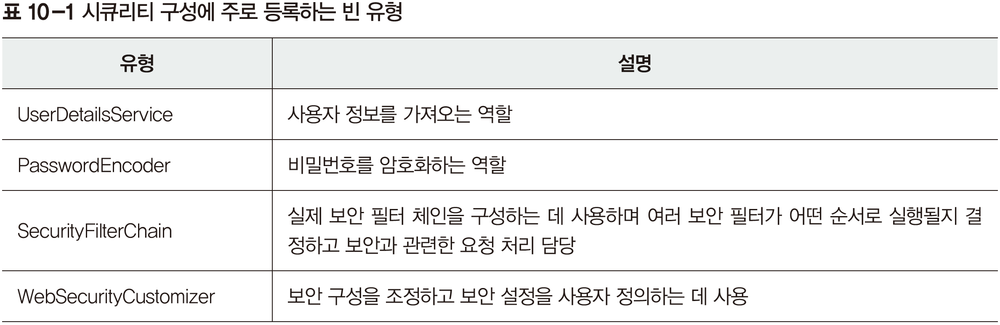 표 10-1 시큐리티 구성에 주로 등록하는 빈 유형
유형 설명
UserDetailsService 사용자 정보를 가져오는 역할
PasswordEncoder 비밀번호를 암호화하는 역할
SecurityFilterChain 실제 보안 필터 체인을 구성하는 데 사용하며 여러 보안 필터가 어떤 순서로 실행될지 결
정하고 보안과 관련한 요청 처리 담당
WebSecurityCustomizer 보안 구성을 조정하고 보안 설정을 사용자 정의하는 데 사용